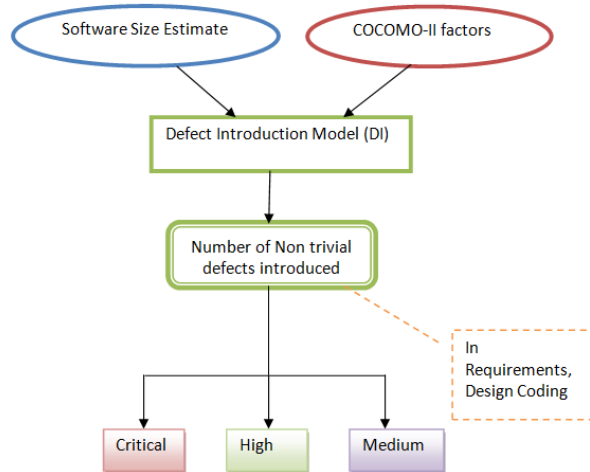 Software Size Estimate
COCOMO-II factors
Defect Introduction Model (DI)
Number of Non trivial
defects introduced
In
Requirements,
Design Coding
Critical
High
Medium